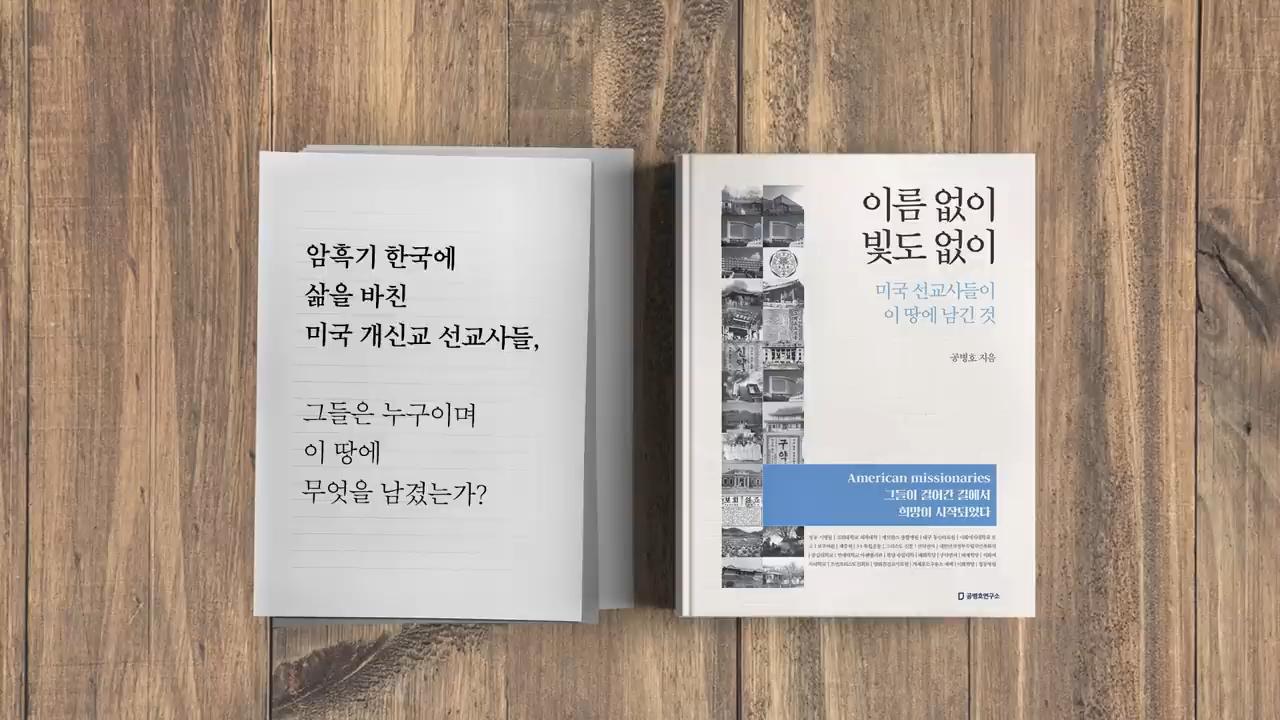 암흑기 한국에
삶을 바친
미국 개신교 선교사들,
그들은 누구이며
이 땅에
무엇을 남겼는가?
이름 없이
빛도 없이
미국 선교사들이
이 땅에 남긴 것
공병호 지음
구약
American missionaries
그들이 걸어간 길에서
희망이 시작되었다
공병호연구소